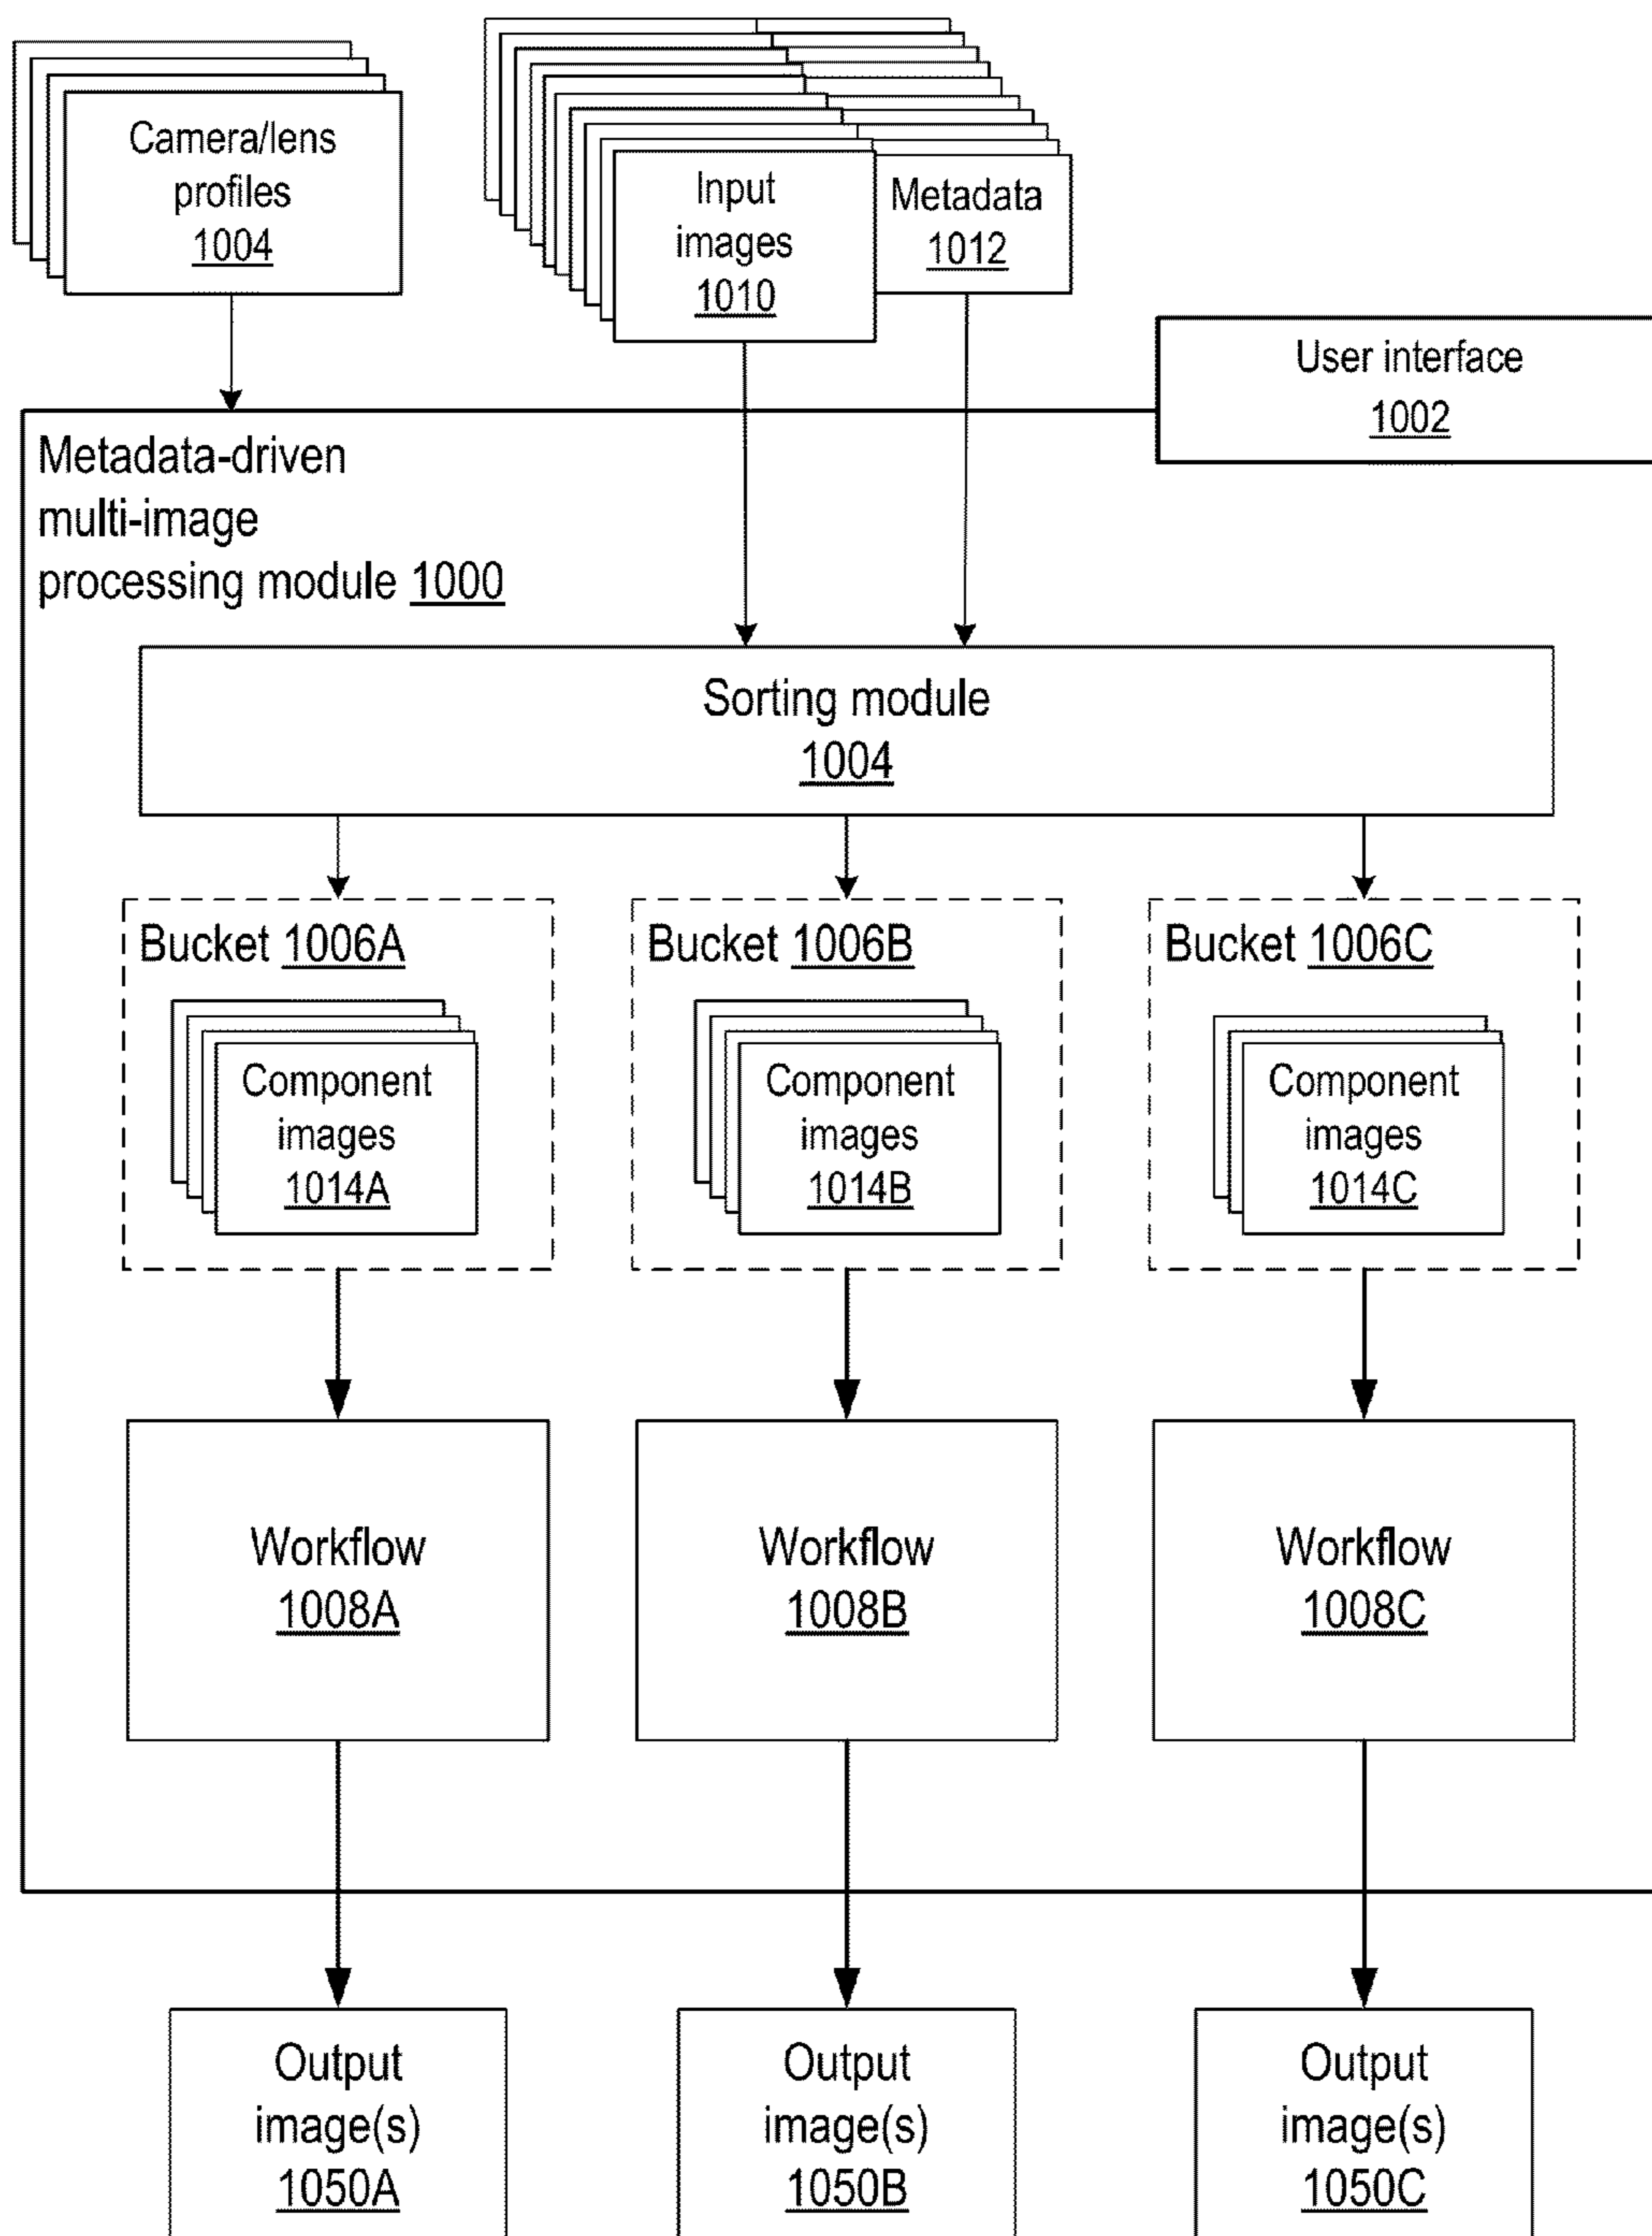 Camera/lens
profiles
1004
Input
images
1010
Metadata
1012
User interface
1002
Metadata-driven
multi-image
processing module 1000
Sorting module
1004
Bucket 1006A
Component
images
1014A
Bucket 1006B
Component
images
1014B
Bucket 1006C
Component
images
1014C
Workflow
1008A
Workflow
1008B
Workflow
1008C
Output
image(s)
1050A
Output
image(s)
1050B
Output
image(s)
1050C